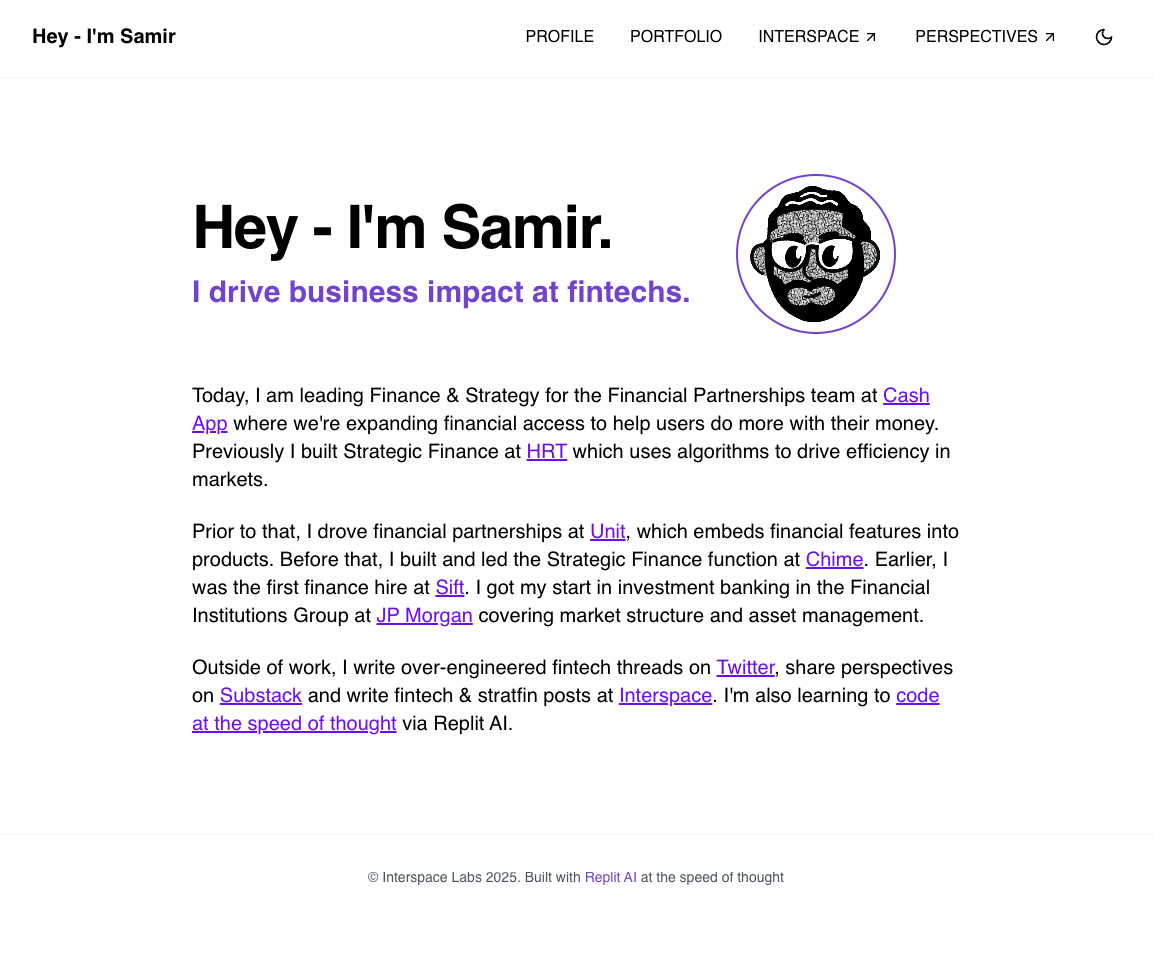 Hey - I'm Samir
PROFILE
PORTFOLIO
INTERSPACE
PERSPECTIVES
Hey - I'm Samir.
I drive business impact at fintechs.
Today, I am leading Finance & Strategy for the Financial Partnerships team at Cash
App where we're expanding financial access to help users do more with their money.
Previously I built Strategic Finance at HRT which uses algorithms to drive efficiency in
markets.
Prior to that, I drove financial partnerships at Unit, which embeds financial features into
products. Before that, I built and led the Strategic Finance function at Chime. Earlier, I
was the first finance hire at Sift. I got my start in investment banking in the Financial
Institutions Group at JP Morgan covering market structure and asset management.
Outside of work, I write over-engineered fintech threads on Twitter, share perspectives
on Substack and write fintech & stratfin posts at Interspace. I'm also learning to code
at the speed of thought via Replit AI.
© Interspace Labs 2025. Built with Replit AI at the speed of thought